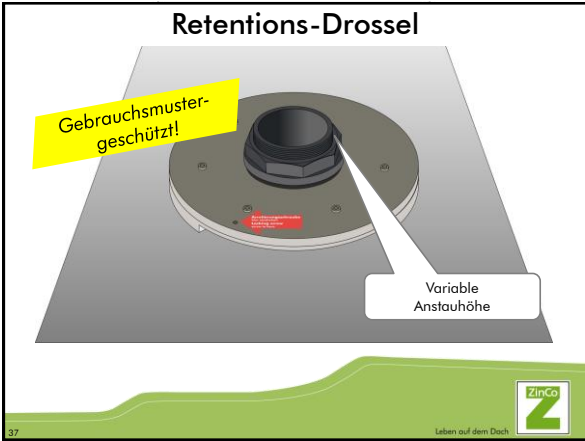 Retentions-Drossel
Gebrauchsmuster-
geschützt!
Variable
Anstauhöhe
37
Leben auf dem Dach
ZinCo